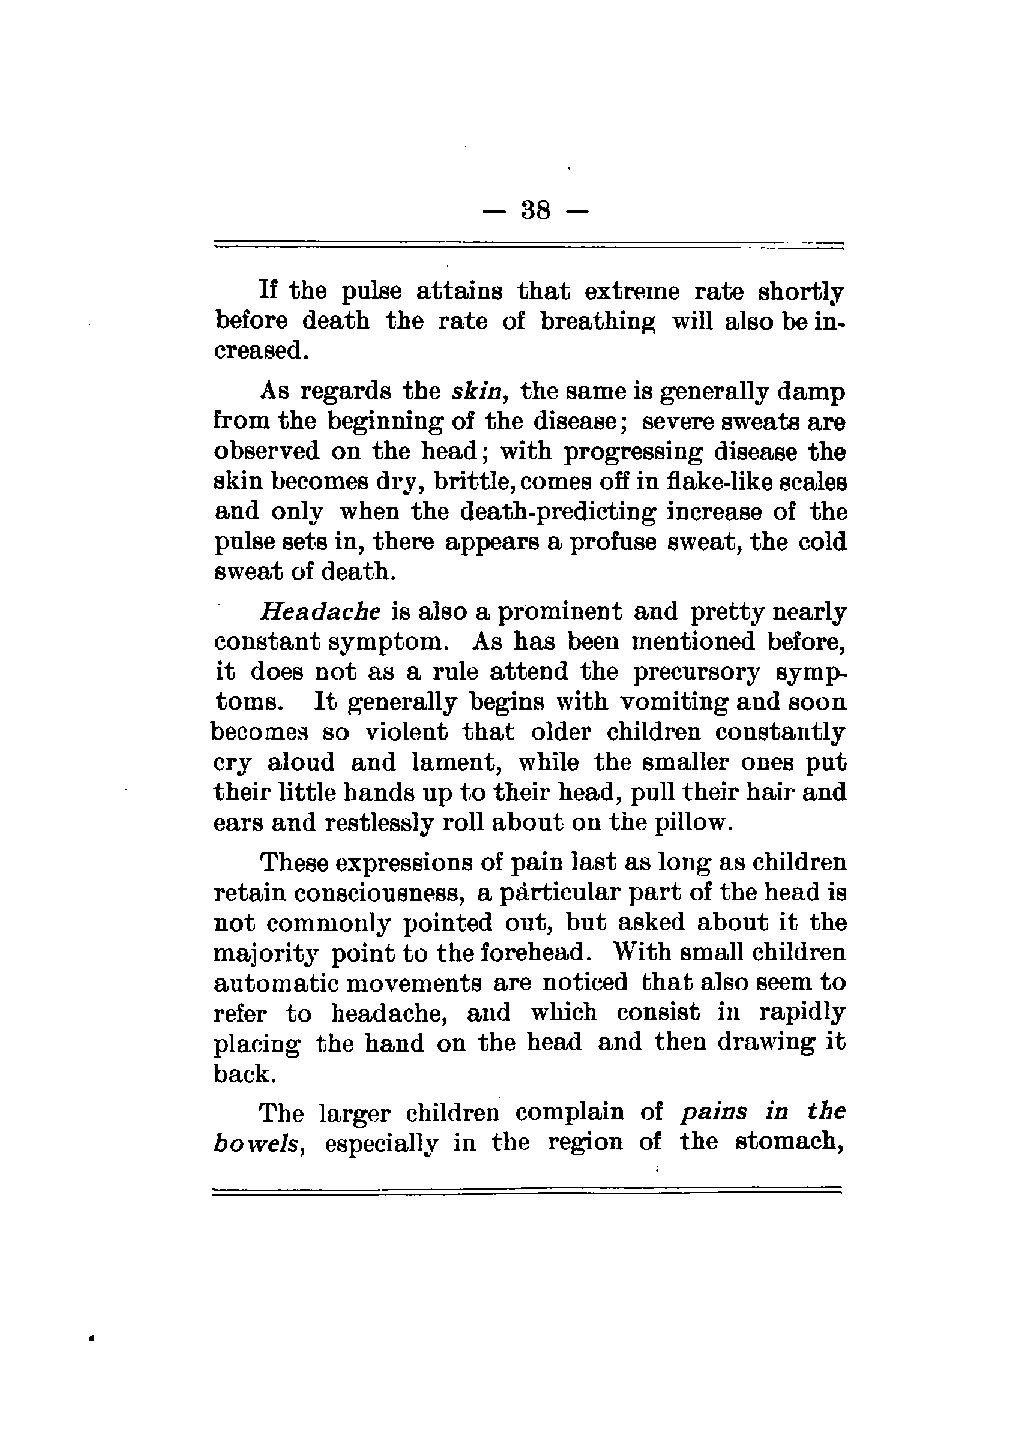 — 38 —
If the pulse attains that extreme rate shortly
before death the rate of breathing will also be in-
creased.
As regards the skin, the same is generally damp
from the beginning of the disease; severe sweats are
observed on the head; with progressing disease the
skin becomes dry, brittle, comes off in flake-like scales
and only when the death-predicting increase of the
pulse sets in, there appears a profuse sweat, the cold
sweat of death.
Headache is also a prominent and pretty nearly
constant symptom. As has been mentioned before,
it does not as a rule attend the precursory symp-
toms. It generally begins with vomiting and soon
becomes so violent that older children constantly
cry aloud and lament, while the smaller ones put
their little hands up to their head, pull their hair and
ears and restlessly roll about on the pillow.
These expressions of pain last as long as children
retain consciousness, a particular part of the head is
not commonly pointed out, but asked about it the
majority point to the forehead. With small children
automatic movements are noticed that also seem to
refer to headache, and which consist in rapidly
placing the hand on the head and then drawing it
back.
The larger children complain of pains in the
bowels, especially in the region of the stomach,